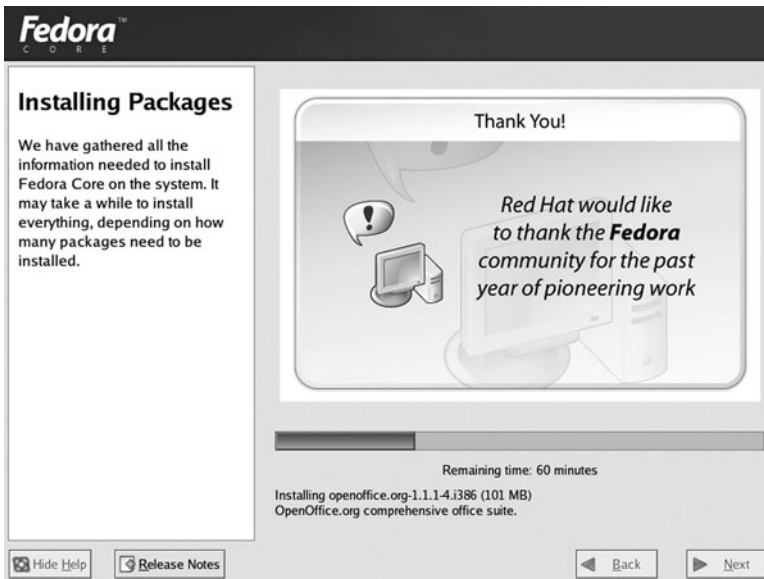 Fedora™
CORE
Installing Packages
We have gathered all the
information needed to install
Fedora Core on the system. It
may take a while to install
everything, depending on how
many packages need to be
installed.
Thank You!
Red Hat would like
to thank the Fedora
community for the past
year of pioneering work
Remaining time: 60 minutes
Installing openoffice.org-1.1.1-4.i386 (101 MB)
OpenOffice.org comprehensive office suite.
Hide Help
Release Notes
Back
Next